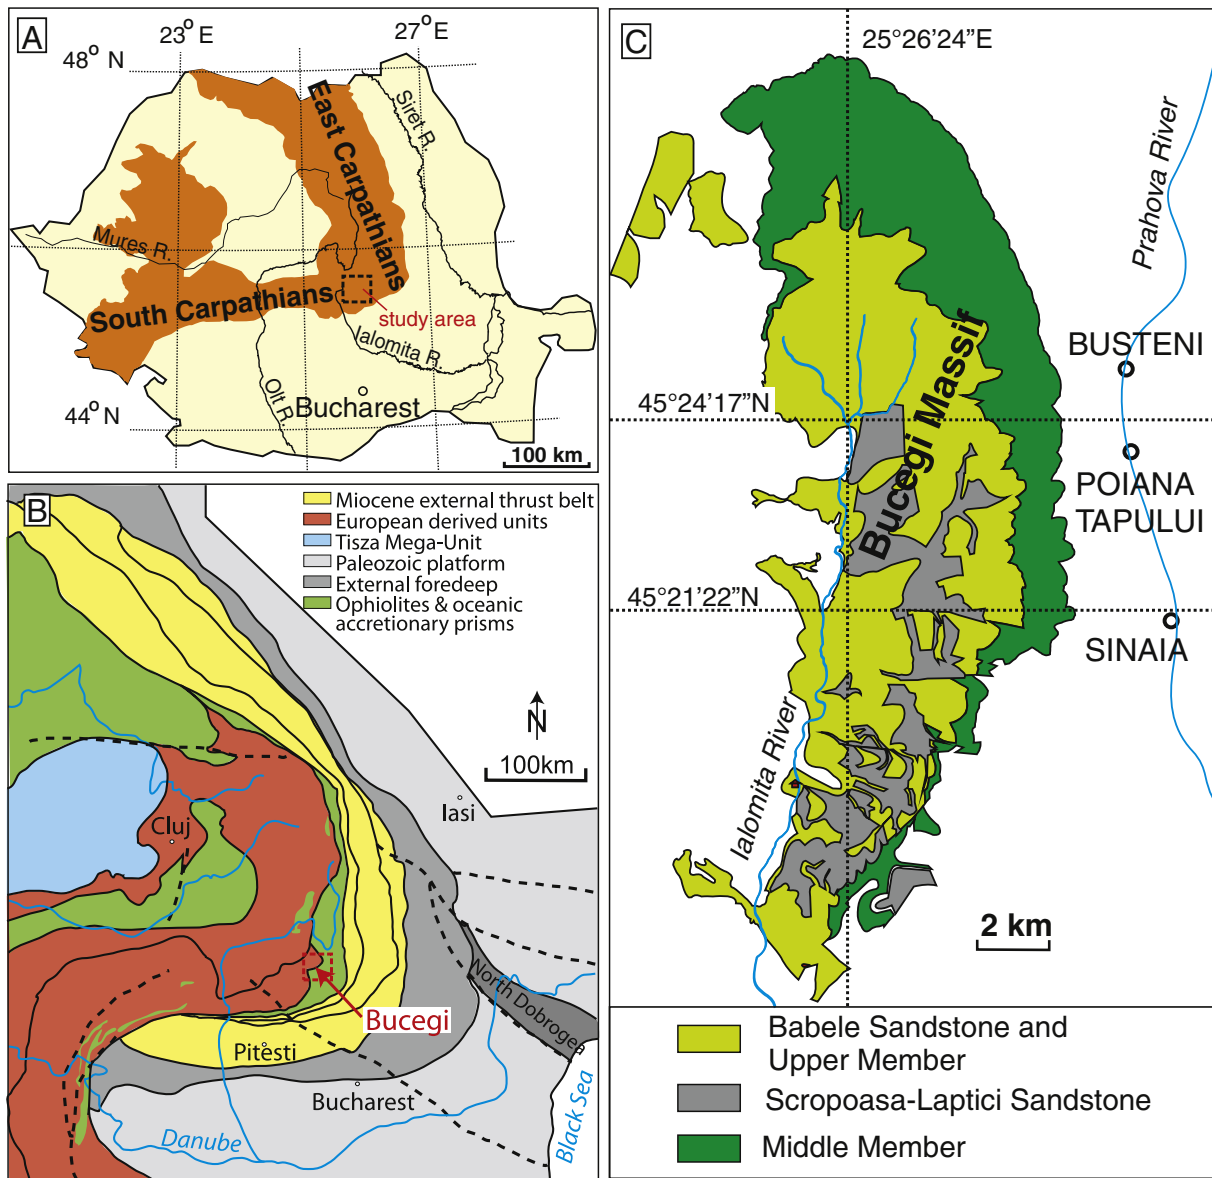 A
23° E
27° E
48° N
East Carpathians
Siret R.
Mures R.
South Carpathians
study area
Ialomita R.
Olt R.
Bucharest
44° N
100 km
B
Miocene external thrust belt
European derived units
Tisza Mega-Unit
Paleozoic platform
External foredeep
Ophiolites & oceanic
accretionary prisms
N
100km
Iasi
Cluj
North Dobrogea
Bucegi
Pitesti
Bucharest
Danube
Black Sea
C
25°26'24"E
Prahova River
BUSTENI
Bucegi Massif
45°24'17"N
POIANA
TAPULUI
45°21'22"N
SINAIA
Ialomita River
2 km
Babele Sandstone and
Upper Member
Scropoasa-Laptici Sandstone
Middle Member